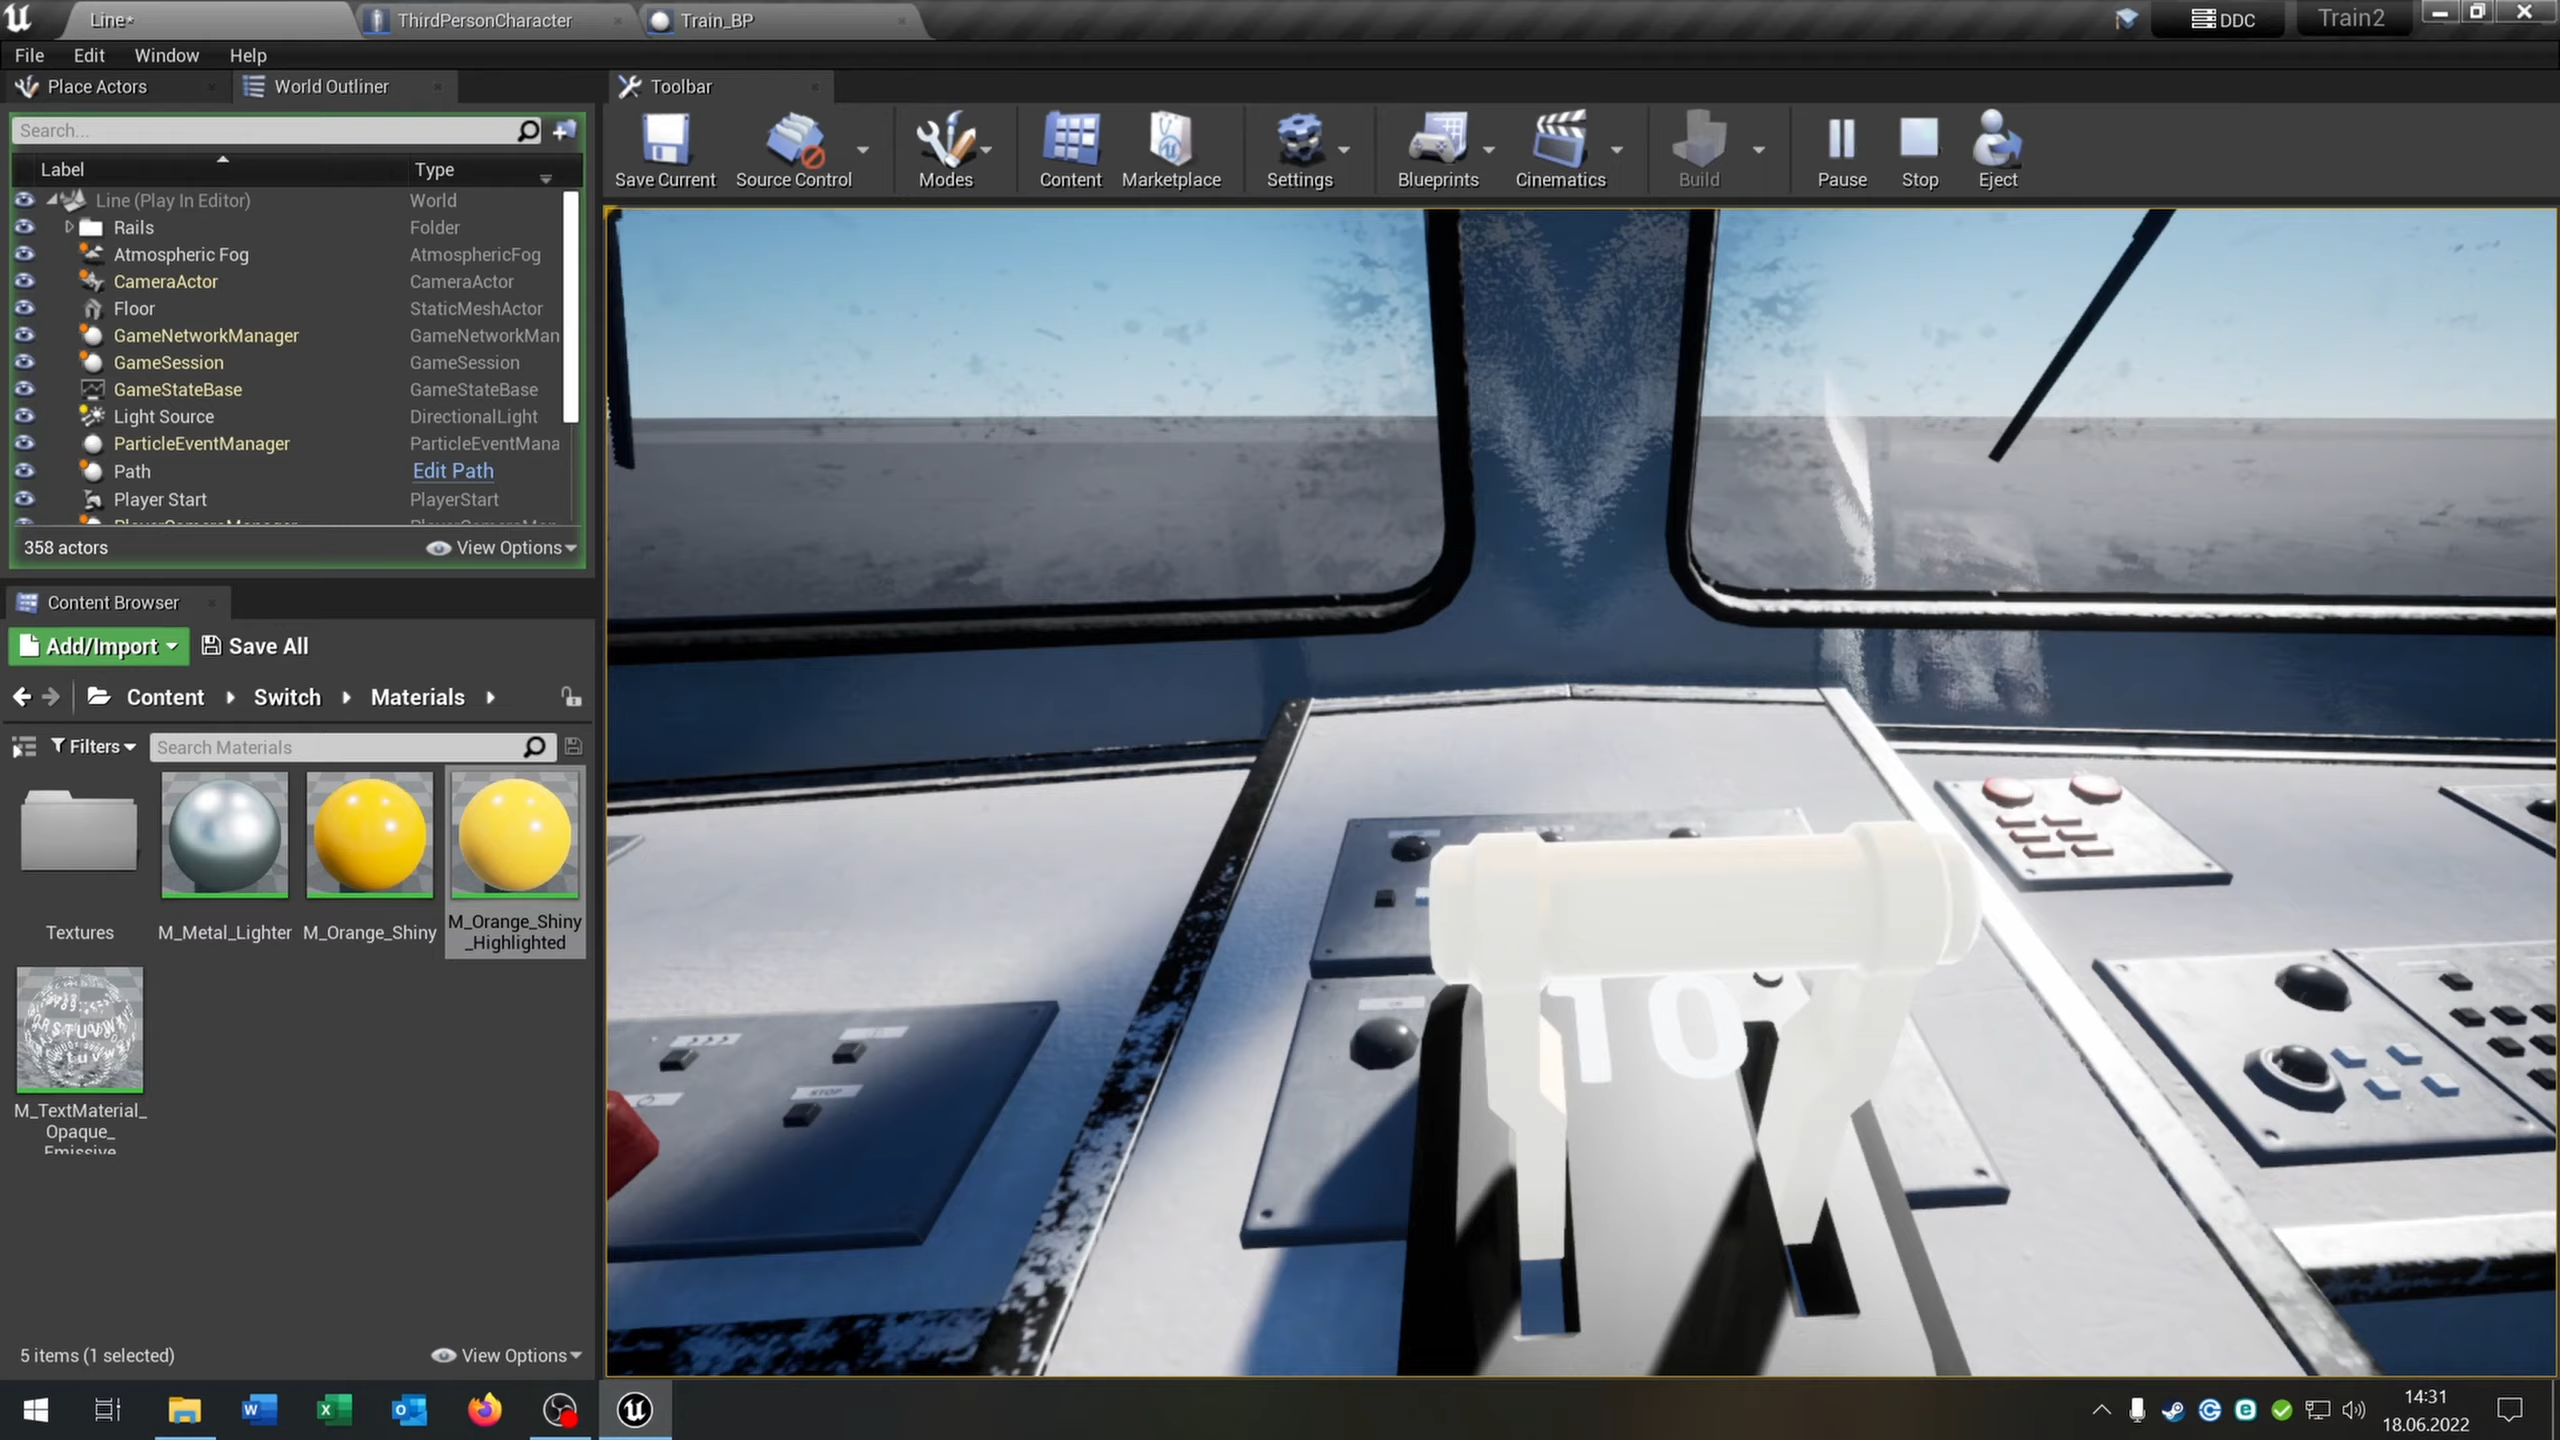 Line*
ThirdPersonCharacter
Train_BP
DDC
Train2
File Edit Window Help
Place Actors
World Outliner
Toolbar
Search...
Label Type
Line (Play In Editor) World
Rails Folder
Atmospheric Fog AtmosphericFog
CameraActor CameraActor
Floor StaticMeshActor
GameNetworkManager GameNetworkMan
GameSession GameSession
GameStateBase GameStateBase
Light Source DirectionalLight
ParticleEventManager ParticleEventMana
Path Edit Path
Player Start PlayerStart
358 actors View Options
Save Current Source Control Modes Content Marketplace Settings Blueprints Cinematics Build Pause Stop Eject
Content Browser
Add/Import Save All
Content Switch Materials
Filters Search Materials
Textures
M_Metal_Lighter
M_Orange_Shiny
M_Orange_Shiny
_Highlighted
M_TextMaterial_
Opaque_
Emissive
5 items (1 selected) View Options
STOP
10
14:31
18.06.2022